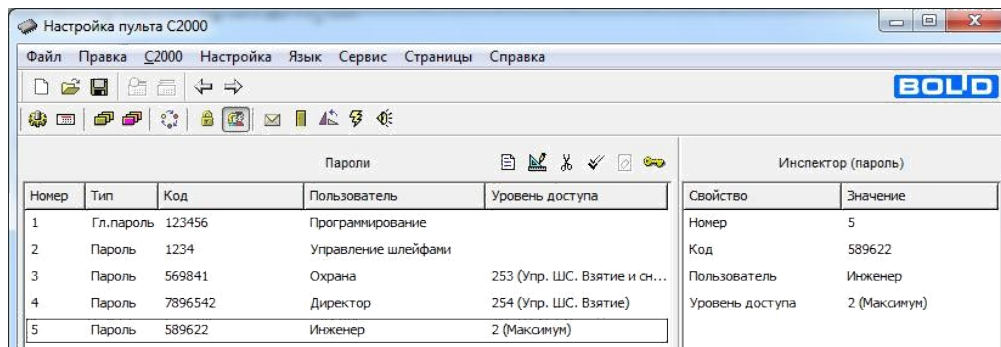 Настройка пульта C2000
Файл Правка C2000 Настройка Язык Сервис Страницы Справка
BOLID
Пароли
Инспектор (пароль)
Номер Тип Код Пользователь Уровень доступа Свойство Значение
1 Гл.пароль 123456 Программирование Номер 5
2 Пароль 1234 Управление шлейфами Код 589622
3 Пароль 569841 Охрана 253 (Упр. ШС. Взятие и сн... Пользователь Инженер
4 Пароль 7896542 Директор 254 (Упр. ШС. Взятие) Уровень доступа 2 (Максимум)
5 Пароль 589622 Инженер 2 (Максимум)